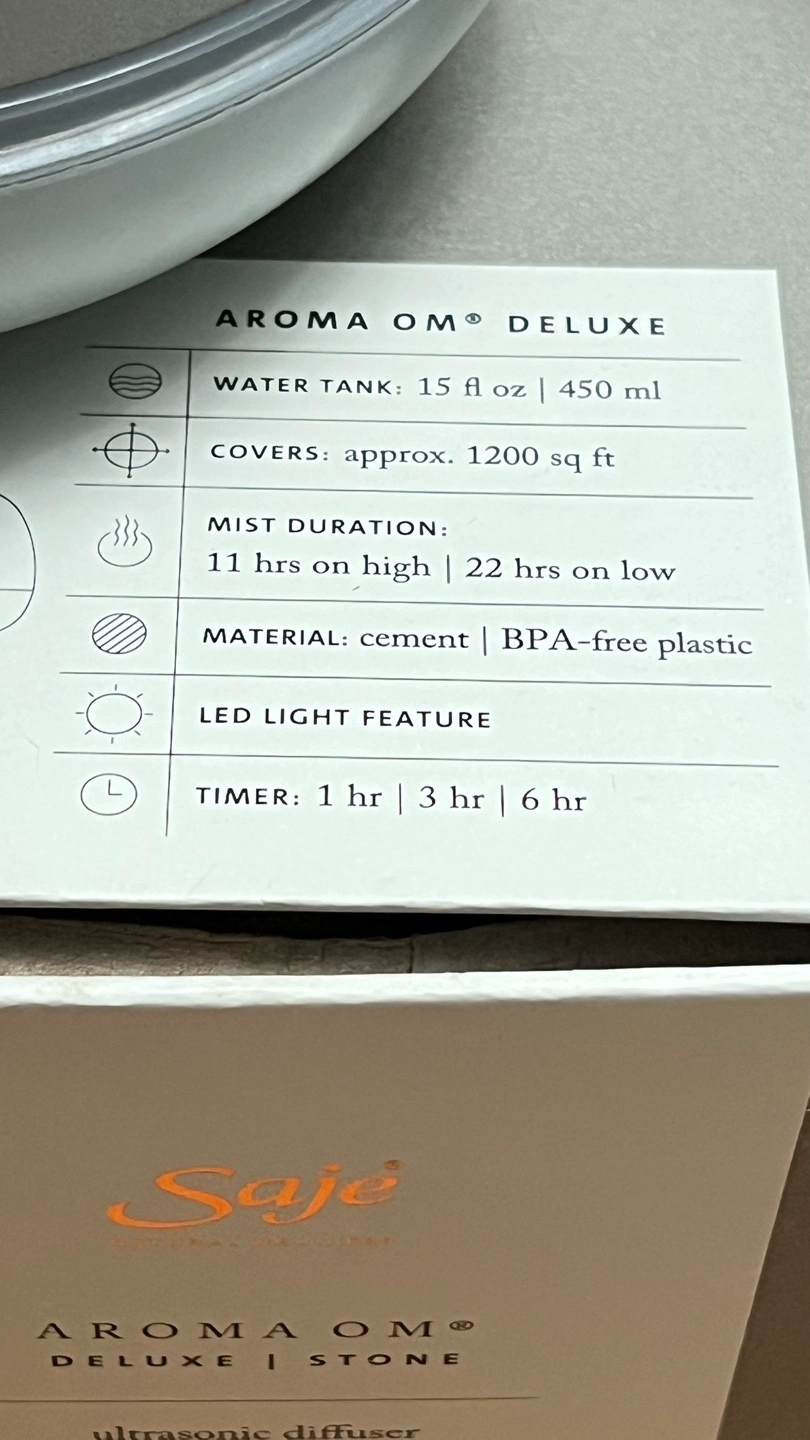 AROMA OM® DELUXE
WATER TANK: 15 fl oz | 450 ml
COVERS: approx. 1200 sq ft
MIST DURATION:
11 hrs on high | 22 hrs on low
MATERIAL: cement | BPA-free plastic
LED LIGHT FEATURE
TIMER: 1 hr | 3 hr | 6 hr
Saje®
AROMA OM®
DELUXE | STONE
ultrasonic diffuser